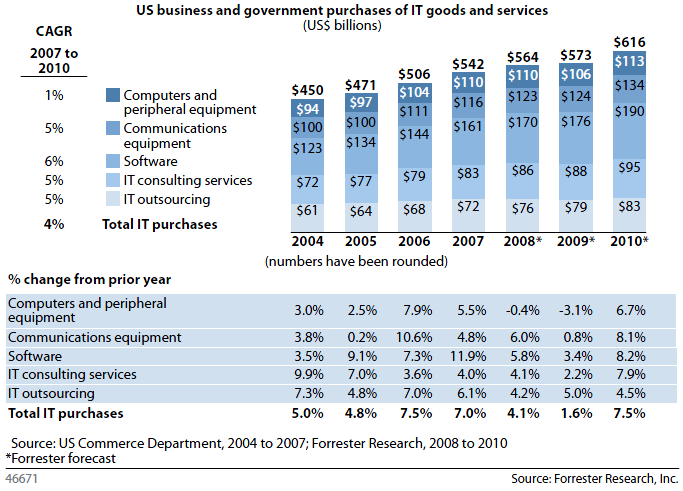 US business and government purchases of IT goods and services
(US$ billions)
CAGR
2007 to
2010
1% Computers and
peripheral equipment
5% Communications
equipment
6% Software
5% IT consulting services
5% IT outsourcing
4% Total IT purchases
$450 $471 $506 $542 $564 $573 $616
$94 $97 $104 $110 $110 $106 $113
$100 $100 $111 $116 $123 $124 $134
$123 $134 $144 $161 $170 $176 $190
$72 $77 $79 $83 $86 $88 $95
$61 $64 $68 $72 $76 $79 $83
2004 2005 2006 2007 2008* 2009* 2010*
(numbers have been rounded)
% change from prior year
Computers and peripheral
equipment 3.0% 2.5% 7.9% 5.5% -0.4% -3.1% 6.7%
Communications equipment 3.8% 0.2% 10.6% 4.8% 6.0% 0.8% 8.1%
Software 3.5% 9.1% 7.3% 11.9% 5.8% 3.4% 8.2%
IT consulting services 9.9% 7.0% 3.6% 4.0% 4.1% 2.2% 7.9%
IT outsourcing 7.3% 4.8% 7.0% 6.1% 4.2% 5.0% 4.5%
Total IT purchases 5.0% 4.8% 7.5% 7.0% 4.1% 1.6% 7.5%
Source: US Commerce Department, 2004 to 2007; Forrester Research, 2008 to 2010
*Forrester forecast
46671 Source: Forrester Research, Inc.